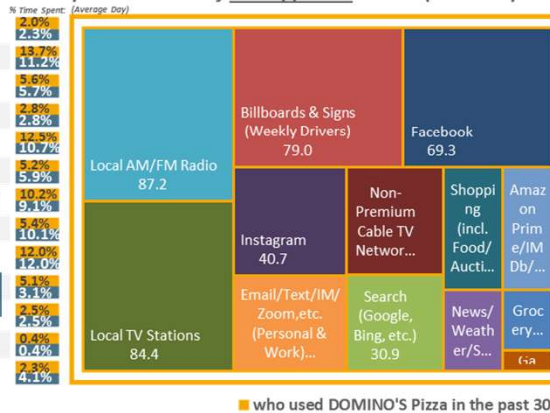 % Time Spent: (Average Day)
2.0%
2.3%
13.7%
11.2%
5.6%
5.7%
2.8%
2.8%
12.5%
10.7%
5.2%
5.9%
10.2%
9.1%
5.4%
10.1%
12.0%
12.0%
5.1%
3.1%
2.5%
2.5%
0.4%
0.4%
2.3%
4.1%
Local AM/FM Radio
87.2
Local TV Stations
84.4
Billboards & Signs
(Weekly Drivers)
79.0
Facebook
69.3
Instagram
40.7
Non-
Premium
Cable TV
Networ...
Shoppi
ng
(incl.
Food/
Aucti...
Amaz
on
Prim
e/IM
Db/...
Email/Text/IM/
Zoom,etc.
(Personal &
Work)...
Search
(Google,
Bing, etc.)
30.9
News/
Weath
er/S...
Groc
ery...
Ga
who used DOMINO'S Pizza in the past 30